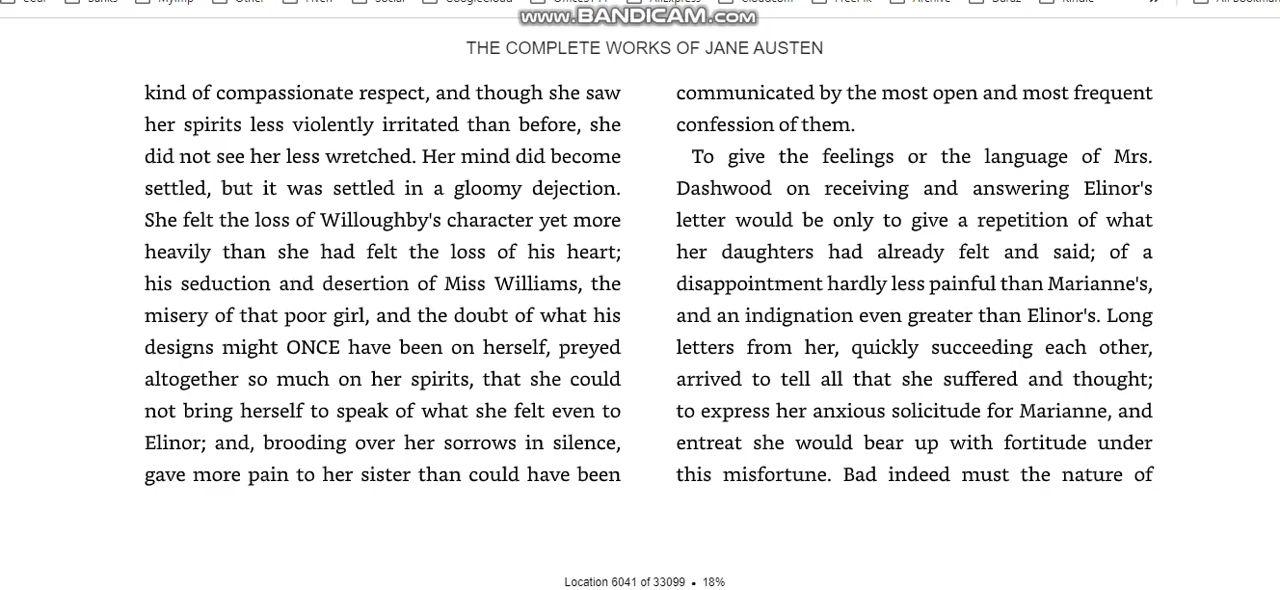 Banks
Other
Social
www.BANDICAM.com
AliExpress
Archive
Daraz
Kindle
THE COMPLETE WORKS OF JANE AUSTEN
kind of compassionate respect, and though she saw
her spirits less violently irritated than before, she
did not see her less wretched. Her mind did become
settled, but it was settled in a gloomy dejection.
She felt the loss of Willoughby's character yet more
heavily than she had felt the loss of his heart;
his seduction and desertion of Miss Williams, the
misery of that poor girl, and the doubt of what his
designs might ONCE have been on herself, preyed
altogether so much on her spirits, that she could
not bring herself to speak of what she felt even to
Elinor; and, brooding over her sorrows in silence,
gave more pain to her sister than could have been
communicated by the most open and most frequent
confession of them.
To give the feelings or the language of Mrs.
Dashwood on receiving and answering Elinor's
letter would be only to give a repetition of what
her daughters had already felt and said; of a
disappointment hardly less painful than Marianne's,
and an indignation even greater than Elinor's. Long
letters from her, quickly succeeding each other,
arrived to tell all that she suffered and thought;
to express her anxious solicitude for Marianne, and
entreat she would bear up with fortitude under
this misfortune. Bad indeed must the nature of
Location 6041 of 33099 • 18%